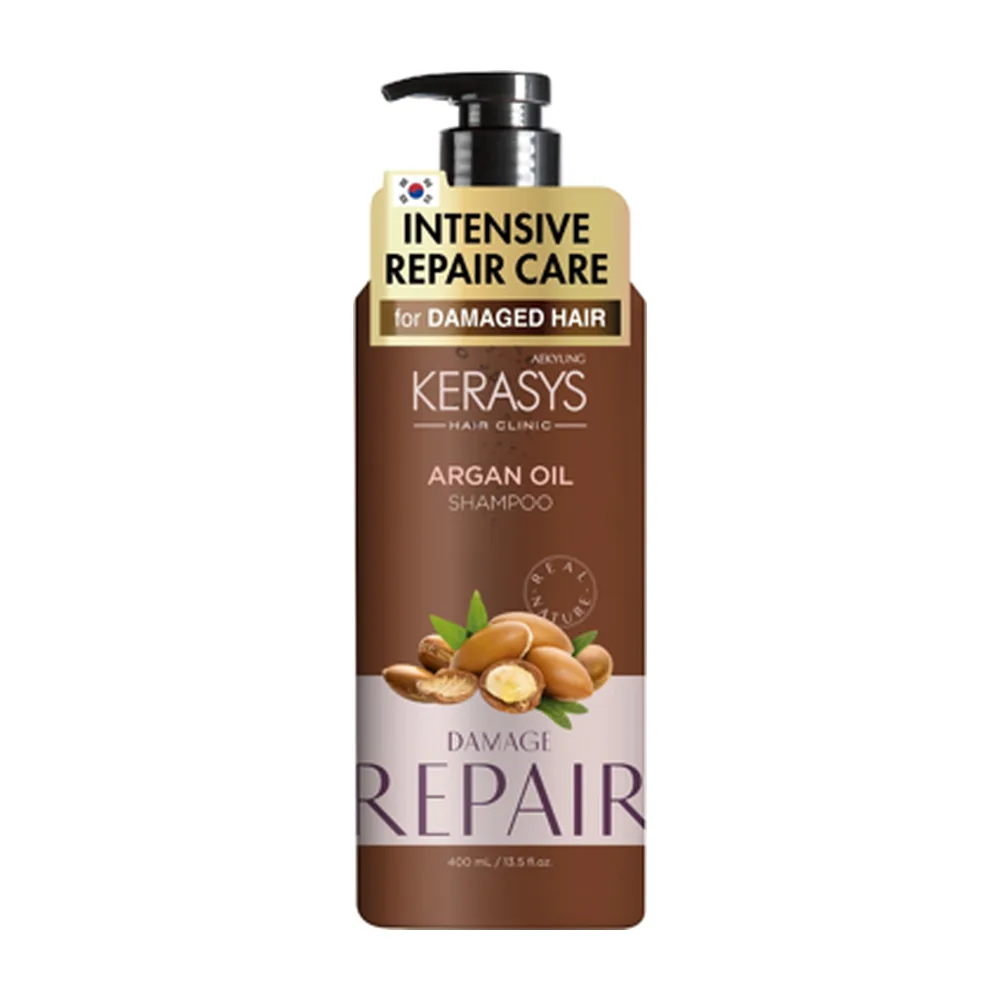 INTENSIVE
REPAIR CARE
for DAMAGED HAIR
AEKYUNG
KERASYS
HAIR CLINIC
ARGAN OIL
SHAMPOO
REAL
NATURE
DAMAGE
REPAIR
400 mL / 13.5 fl.oz.